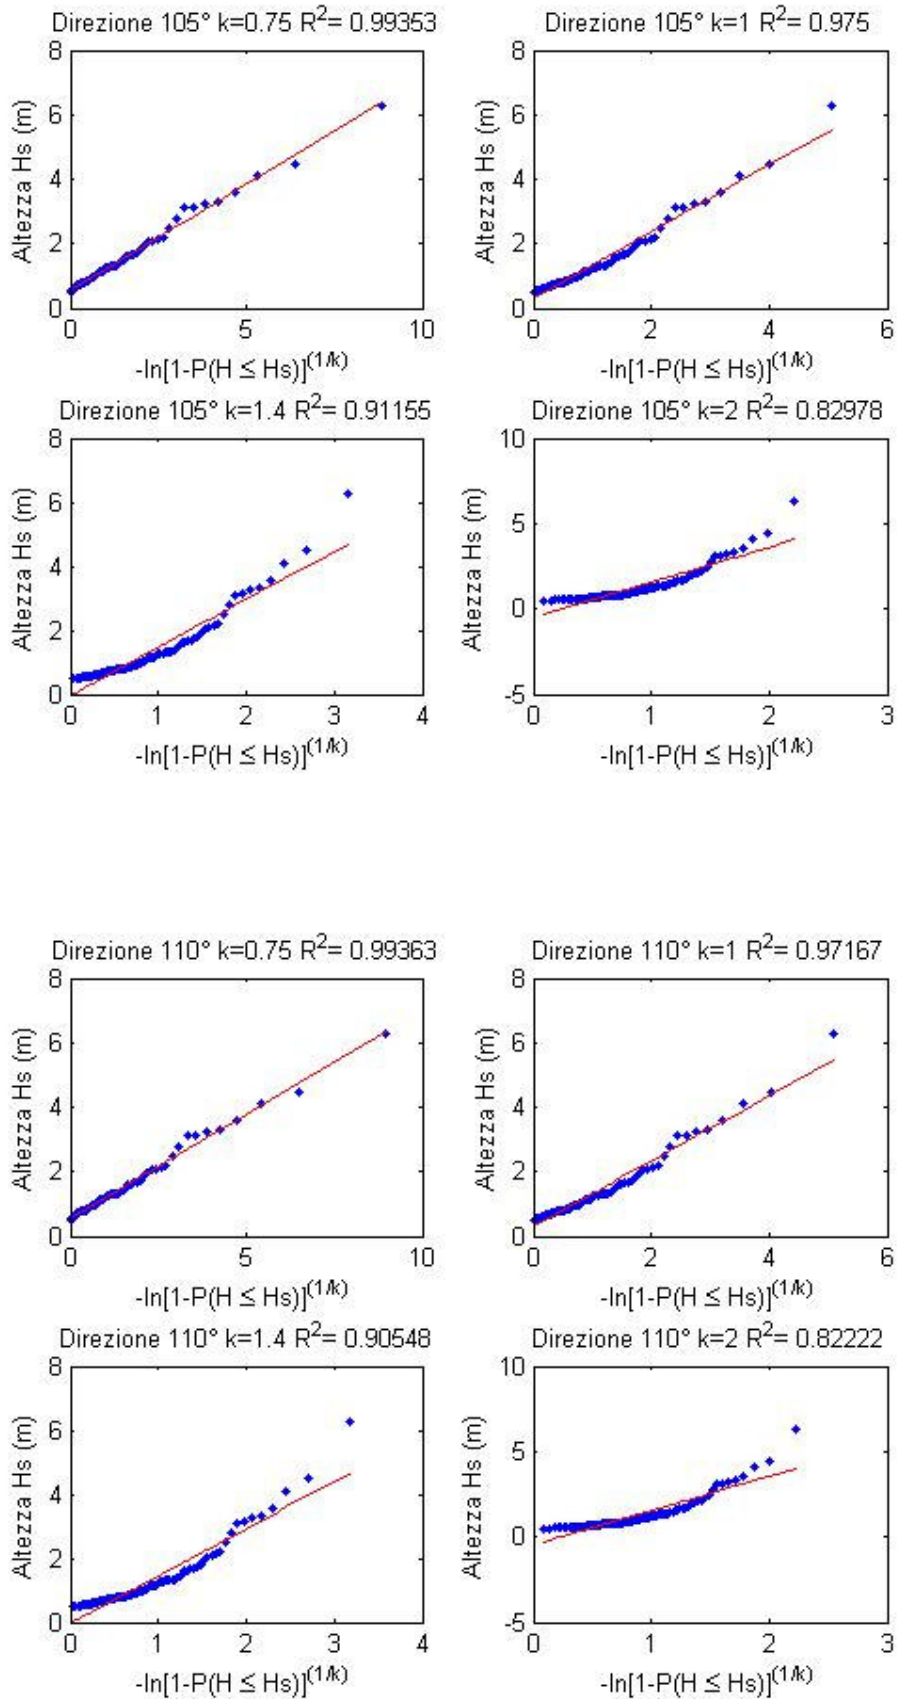 Direzione 105° k=0.75 R²= 0.99353
8
6
4
2
0
Altezza Hs (m)
0 5 10
-ln[1-P(H ≤ Hs)]^(1/k)
Direzione 105° k=1 R²= 0.975
8
6
4
2
0
Altezza Hs (m)
0 2 4 6
-ln[1-P(H ≤ Hs)]^(1/k)
Direzione 105° k=1.4 R²= 0.91155
8
6
4
2
0
Altezza Hs (m)
0 1 2 3 4
-ln[1-P(H ≤ Hs)]^(1/k)
Direzione 105° k=2 R²= 0.82978
10
5
0
-5
Altezza Hs (m)
0 1 2 3
-ln[1-P(H ≤ Hs)]^(1/k)
Direzione 110° k=0.75 R²= 0.99363
8
6
4
2
0
Altezza Hs (m)
0 5 10
-ln[1-P(H ≤ Hs)]^(1/k)
Direzione 110° k=1 R²= 0.97167
8
6
4
2
0
Altezza Hs (m)
0 2 4 6
-ln[1-P(H ≤ Hs)]^(1/k)
Direzione 110° k=1.4 R²= 0.90548
8
6
4
2
0
Altezza Hs (m)
0 1 2 3 4
-ln[1-P(H ≤ Hs)]^(1/k)
Direzione 110° k=2 R²= 0.82222
10
5
0
-5
Altezza Hs (m)
0 1 2 3
-ln[1-P(H ≤ Hs)]^(1/k)